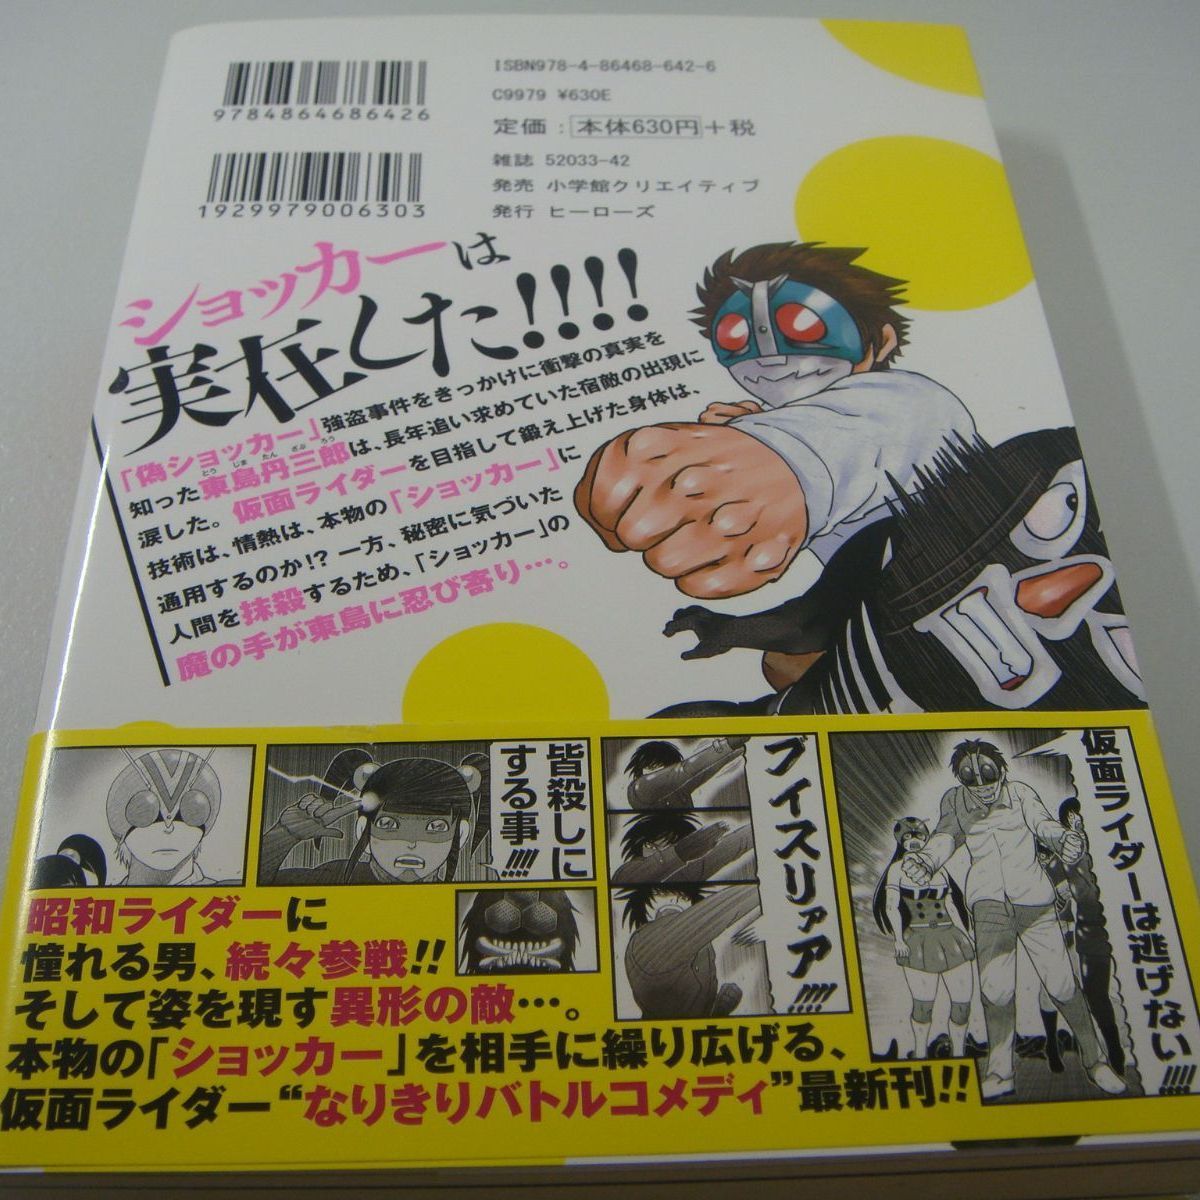 ISBN978-4-86468-642-6
C9979 ¥630E
定価：本体630円＋税
雑誌 52033-42
発売 小学館クリエイティブ
発行 ヒーローズ
9784864686426
1929979006303
ショッカーは
実在した!!!!
「偽ショッカー」強盗事件をきっかけに衝撃の真実を
知った東島丹三郎は、長年追い求めていた宿敵の出現に
とうじまたんざぶろう
涙した。仮面ライダーを目指して鍛え上げた身体は、
技術は、情熱は、本物の「ショッカー」に
通用するのか!? 一方、秘密に気づいた
人間を抹殺するため、「ショッカー」の
魔の手が東島に忍び寄り…。
皆殺しに
する事!!!!
ブイスリァア!!!!
仮面ライダーは逃げない!!!!
昭和ライダーに
憧れる男、続々参戦!!
そして姿を現す異形の敵…。
本物の「ショッカー」を相手に繰り広げる、
仮面ライダー“なりきりバトルコメディ”最新刊!!